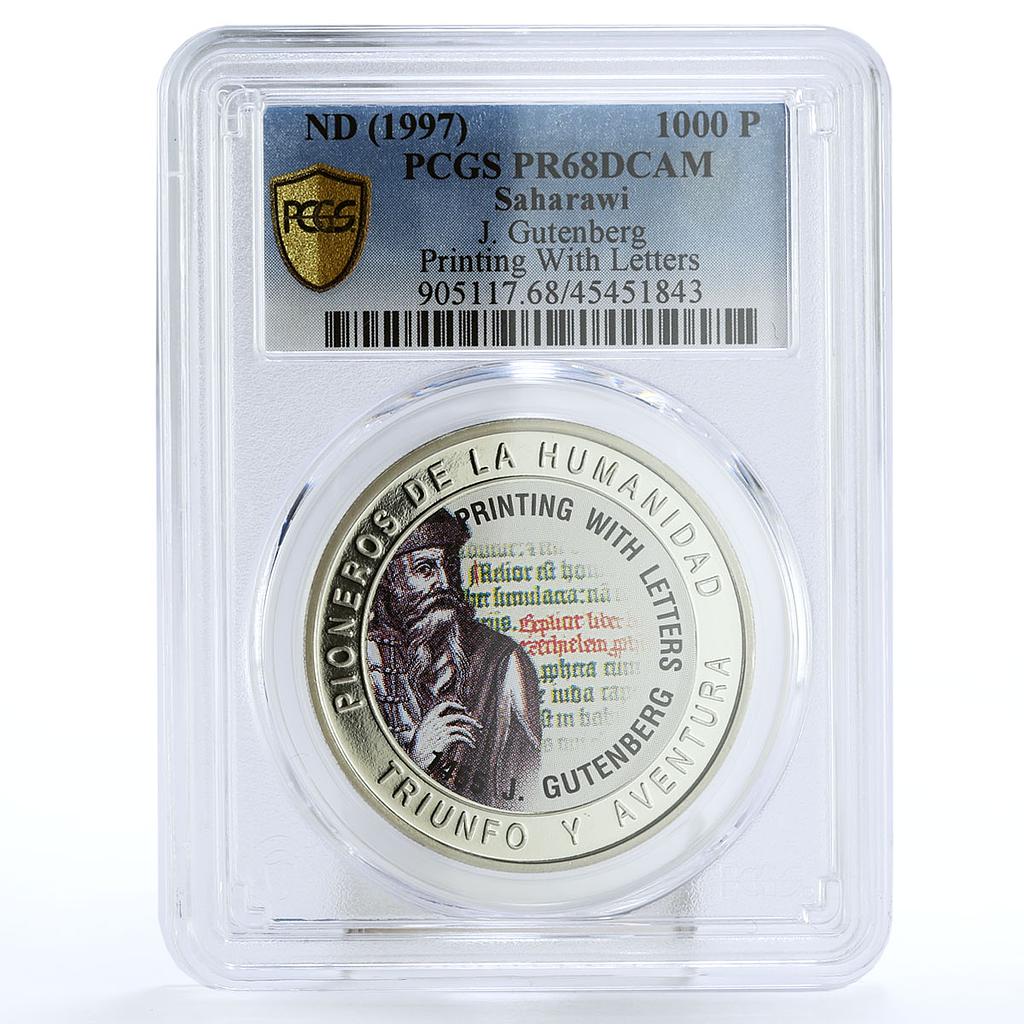 ND (1997) 1000 P
PCGS PR68DCAM
Saharawi
PCGS
J. Gutenberg
Printing With Letters
905117.68/45451843
PIONEROS DE LA HUMANIDAD
TRIUNFO Y AVENTURA
PRINTING WITH LETTERS
J. GUTENBERG